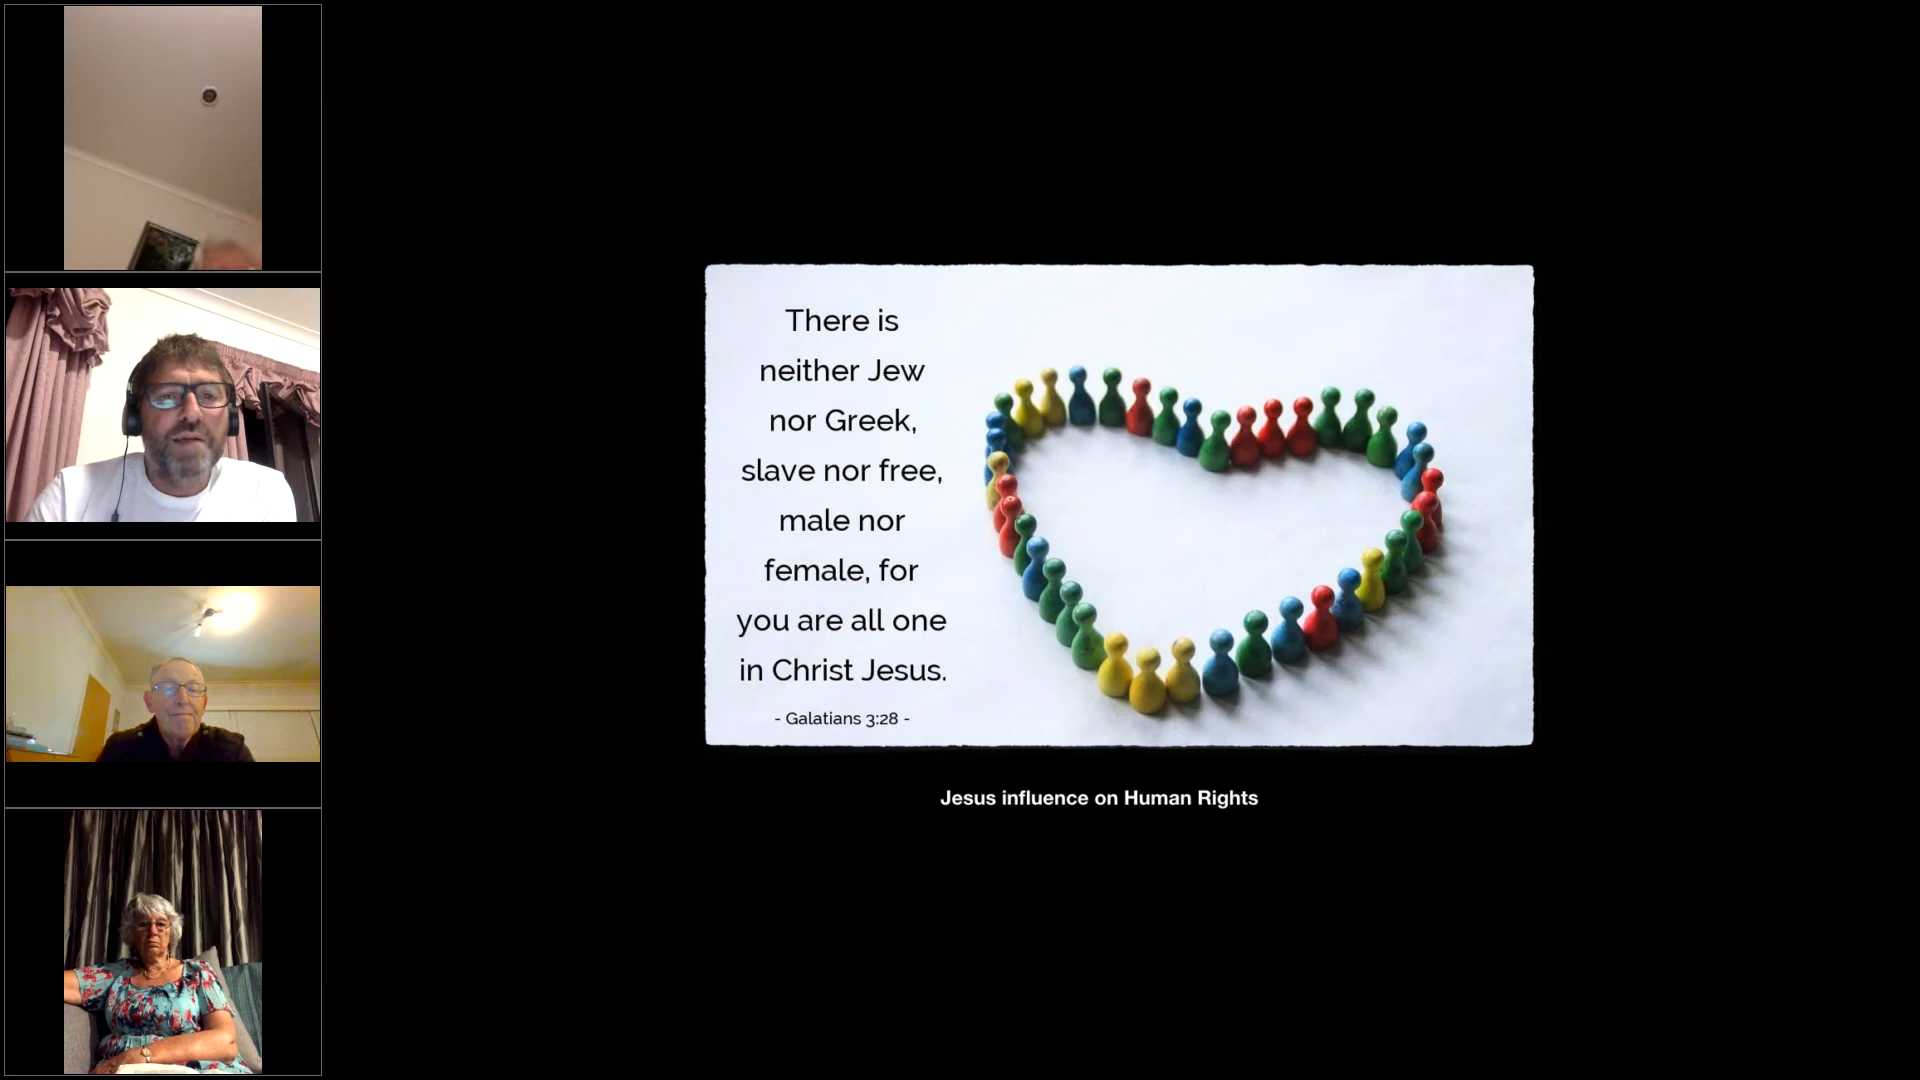 There is
neither Jew
nor Greek,
slave nor free,
male nor
female, for
you are all one
in Christ Jesus.
- Galatians 3:28 -
Jesus influence on Human Rights